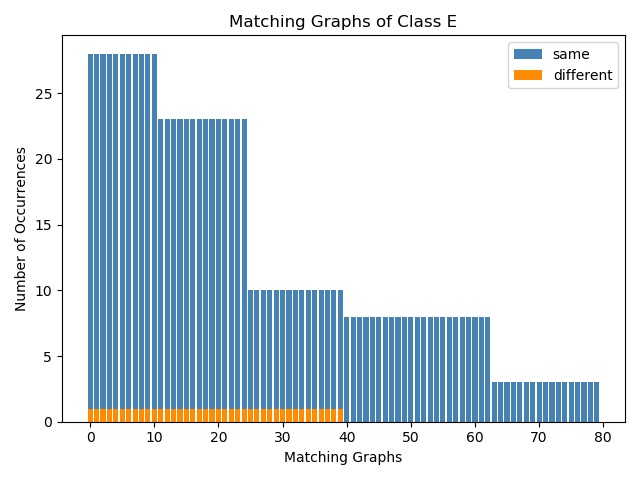 Matching Graphs of Class E
same
different
Number of Occurrences
25
20
15
10
5
0
0 10 20 30 40 50 60 70 80
Matching Graphs